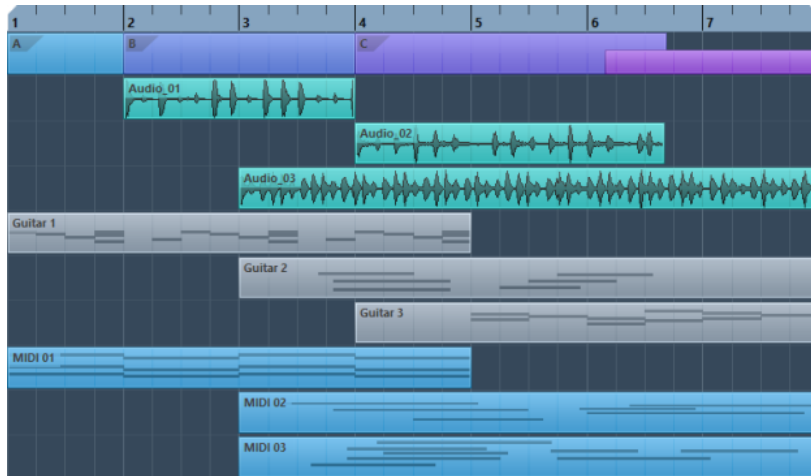 1 2 3 4 5 6 7
A B C
Audio_01
Audio_02
Audio_03
Guitar 1
Guitar 2
Guitar 3
MIDI 01
MIDI 02
MIDI 03